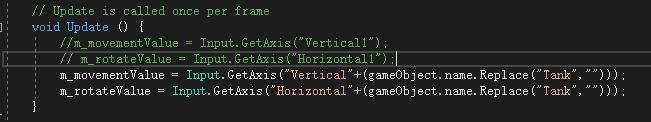 // Update is called once per frame
void Update () {
//m_movementValue = Input.GetAxis("Vertical1");
// m_rotateValue = Input.GetAxis("Horizontal1");
m_movementValue = Input.GetAxis("Vertical"+(gameObject.name.Replace("Tank","")));
m_rotateValue = Input.GetAxis("Horizontal"+(gameObject.name.Replace("Tank","")));
}